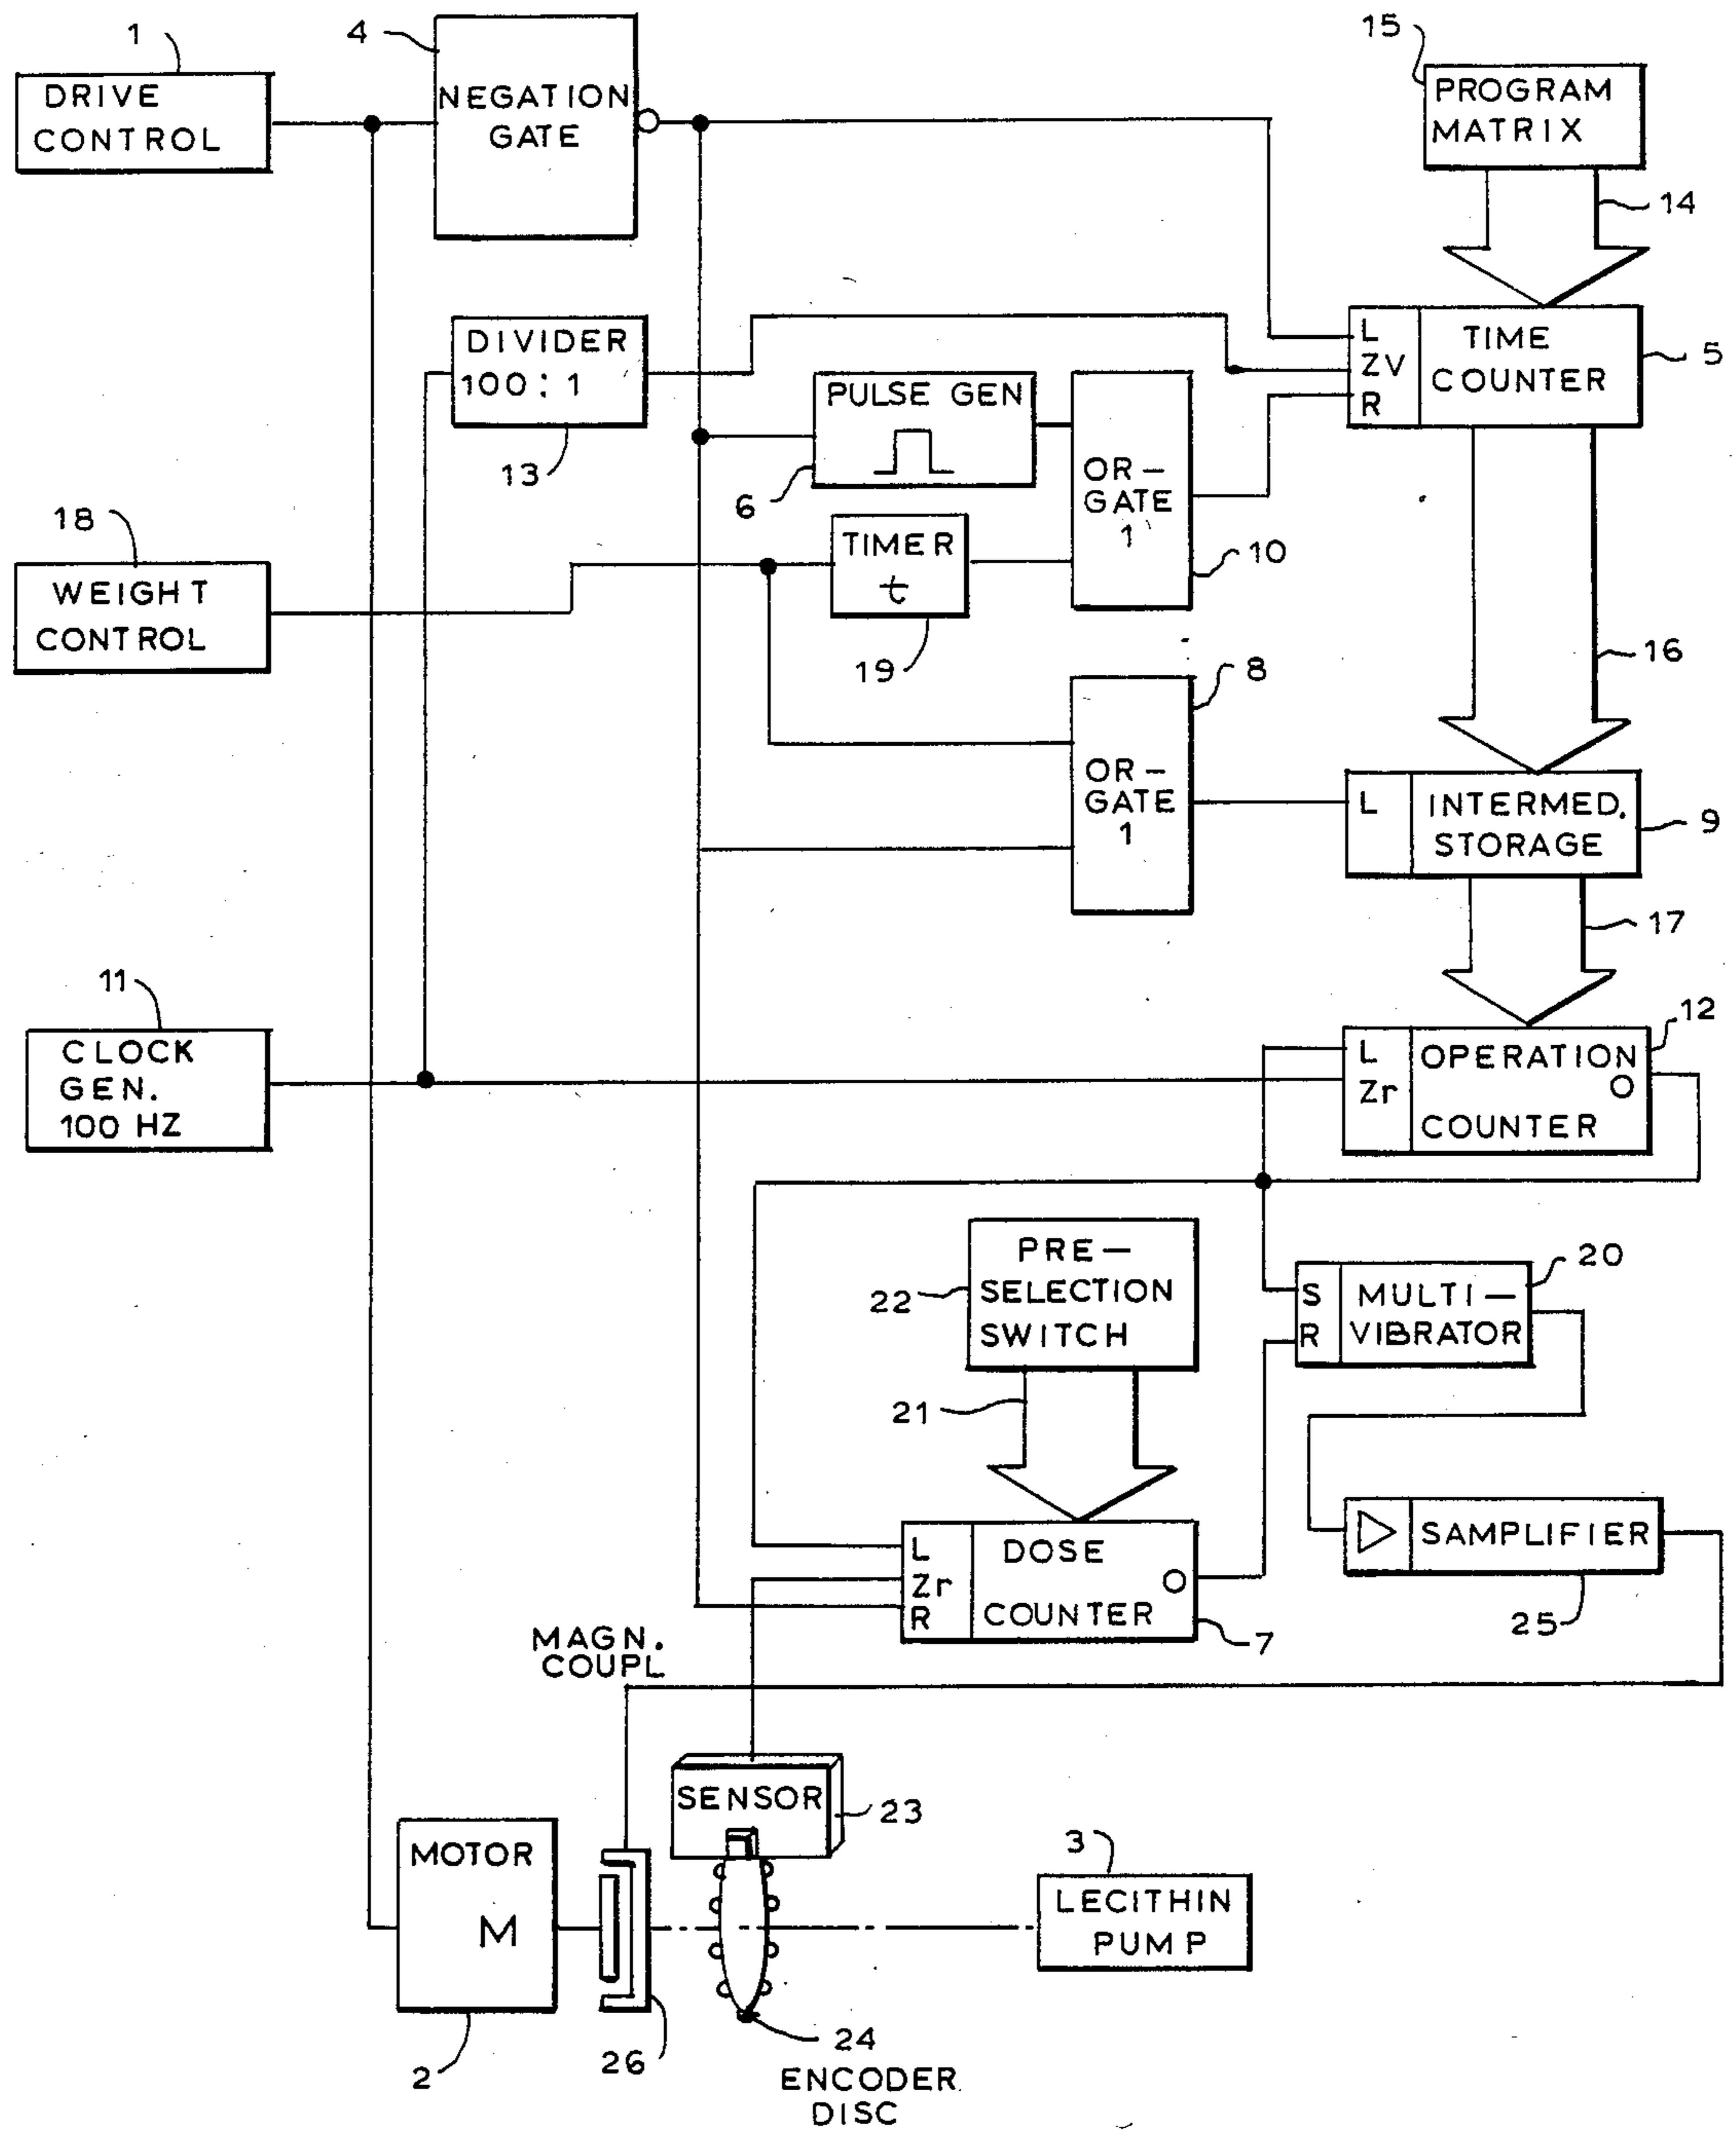 1
DRIVE
CONTROL
4
NEGATION
GATE
15
PROGRAM
MATRIX
14
DIVIDER
100 : 1
13
L
ZV
R
TIME
COUNTER
5
PULSE GEN
6
OR-
GATE
1
10
18
WEIGHT
CONTROL
TIMER
t
19
16
8
OR-
GATE
1
L
INTERMED.
STORAGE
9
17
11
CLOCK
GEN.
100 HZ
12
L
Zr
OPERATION
O
COUNTER
22
PRE-
SELECTION
SWITCH
20
S
R
MULTI-
VIBRATOR
21
L
Zr
R
DOSE
O
COUNTER
7
SAMPLIFIER
25
MAGN.
COUPL
SENSOR
23
MOTOR
M
2
26
24
ENCODER
DISC
3
LECITHIN
PUMP